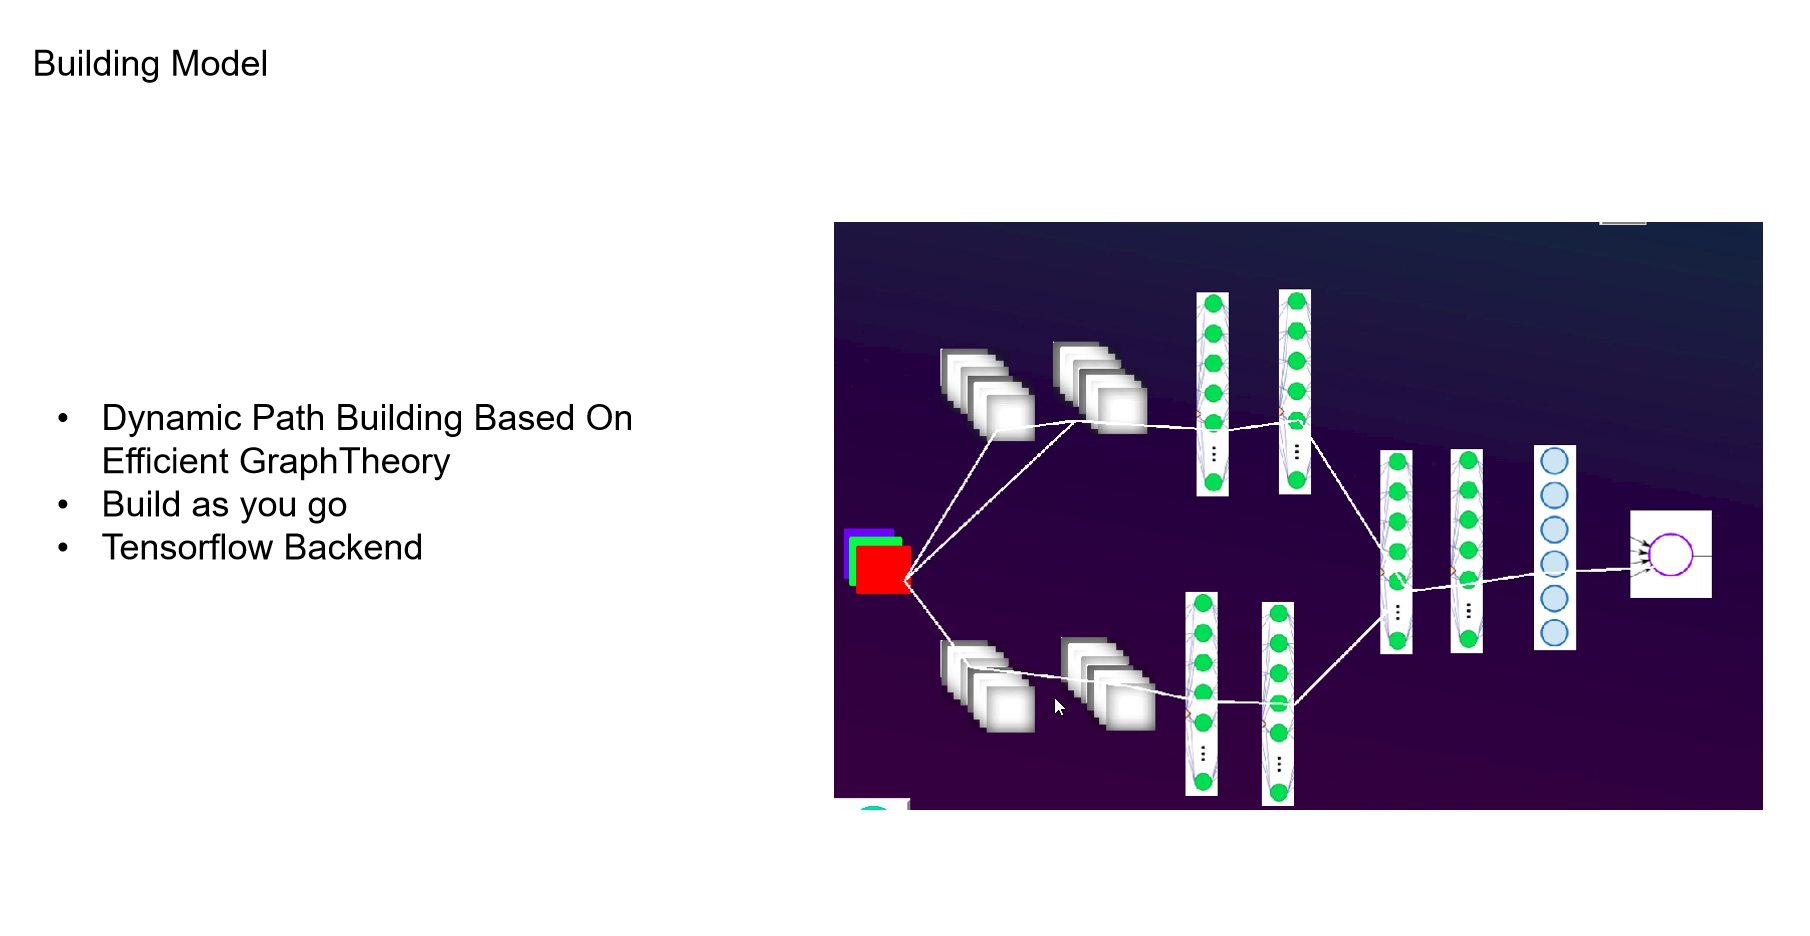 Building Model
• Dynamic Path Building Based On
Efficient GraphTheory
• Build as you go
• Tensorflow Backend